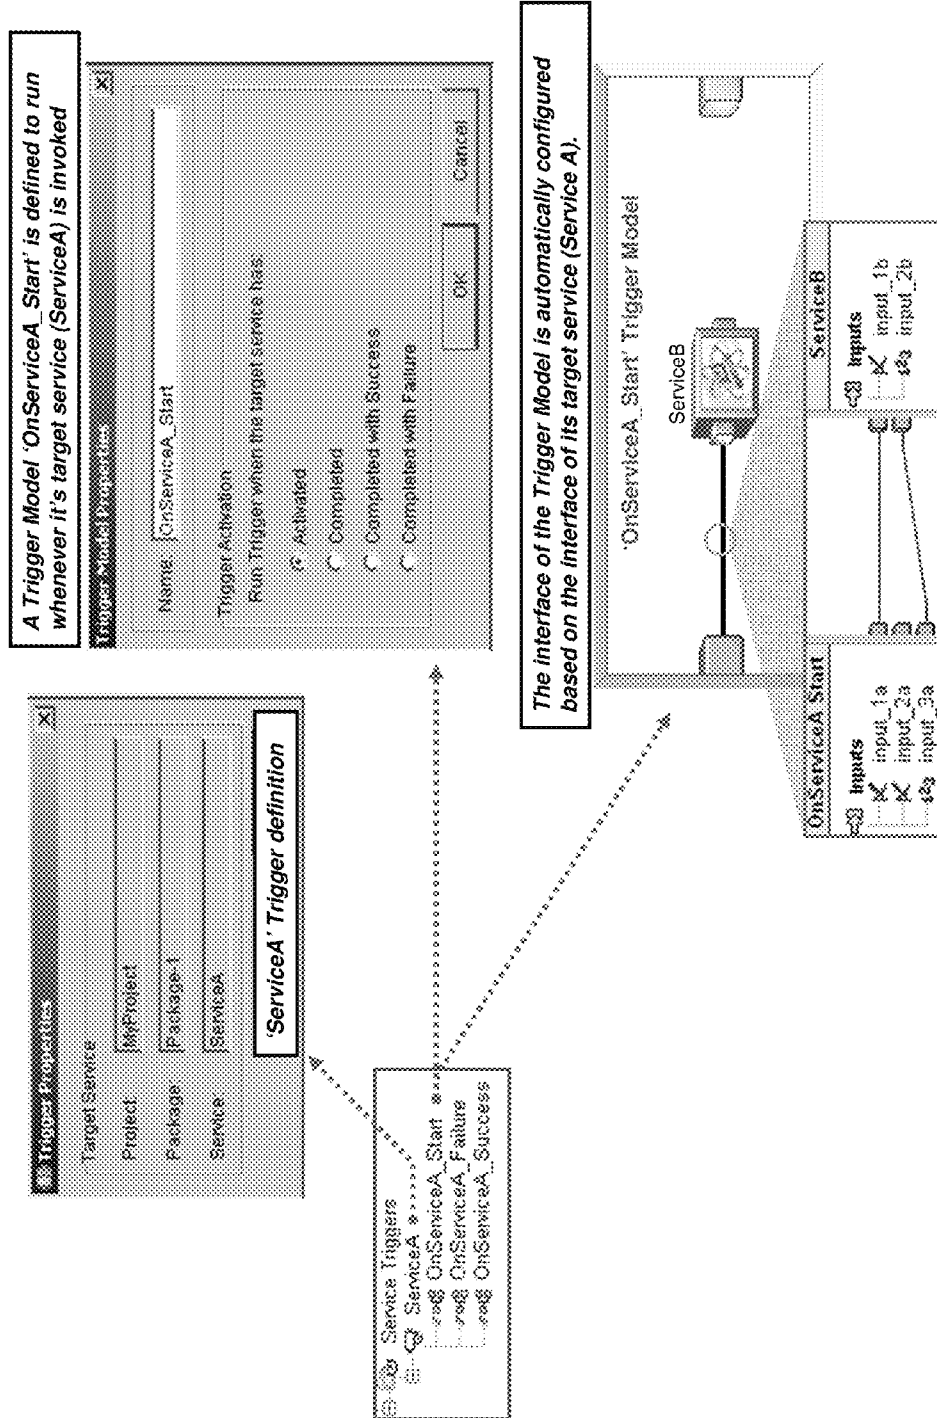 Trigger Properties
Target Service
Project MyProject
Package Package-1
Service ServiceA
'ServiceA' Trigger definition
A Trigger Model 'OnServiceA_Start' is defined to run
whenever it's target service (ServiceA) is invoked
Trigger Model Properties
Name: OnServiceA_Start
Trigger Activation
Run Trigger when the target service has
Activated
Completed
Completed with Success
Completed with Failure
OK Cancel
Service Triggers
ServiceA
OnServiceA_Start
OnServiceA_Failure
OnServiceA_Success
The interface of the Trigger Model is automatically configured
based on the interface of its target service (Service A).
'OnServiceA_Start' Trigger Model
ServiceB
OnServiceA Start
Inputs
input_1a
input_2a
input_3a
ServiceB
Inputs
input_1b
input_2b